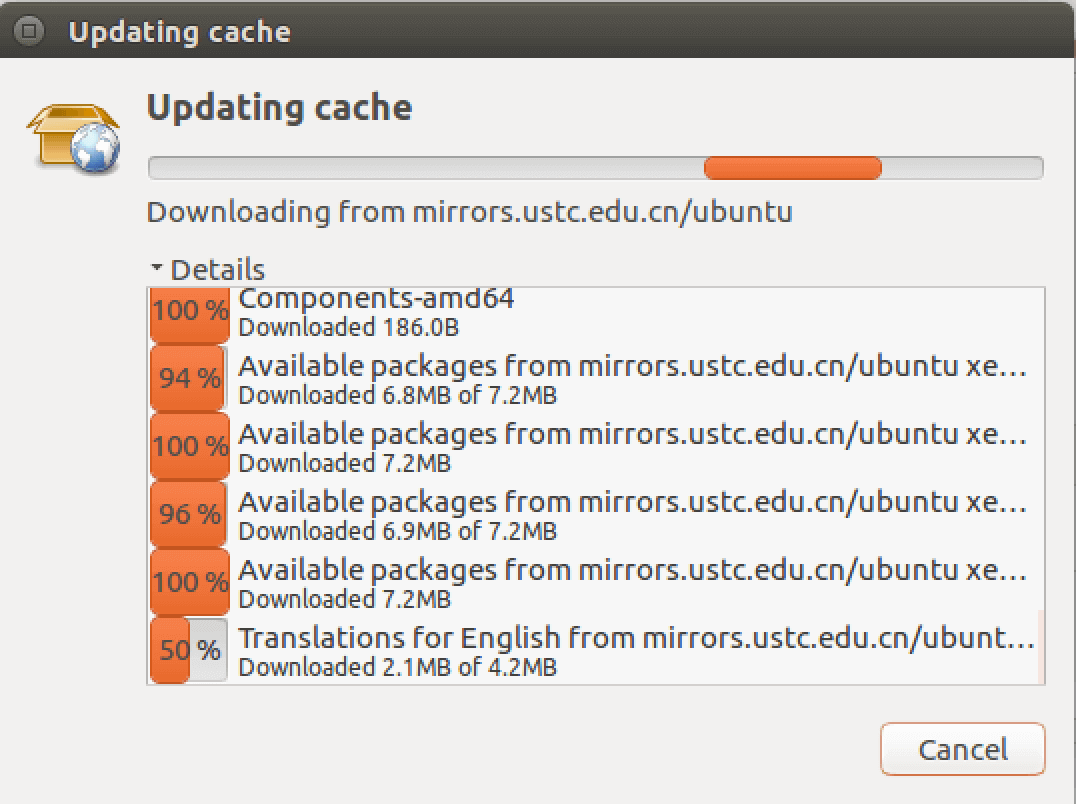 Updating cache
Updating cache
Downloading from mirrors.ustc.edu.cn/ubuntu
Details
100 % Components-amd64
Downloaded 186.0B
94 % Available packages from mirrors.ustc.edu.cn/ubuntu xe...
Downloaded 6.8MB of 7.2MB
100 % Available packages from mirrors.ustc.edu.cn/ubuntu xe...
Downloaded 7.2MB
96 % Available packages from mirrors.ustc.edu.cn/ubuntu xe...
Downloaded 6.9MB of 7.2MB
100 % Available packages from mirrors.ustc.edu.cn/ubuntu xe...
Downloaded 7.2MB
50 % Translations for English from mirrors.ustc.edu.cn/ubunt...
Downloaded 2.1MB of 4.2MB
Cancel